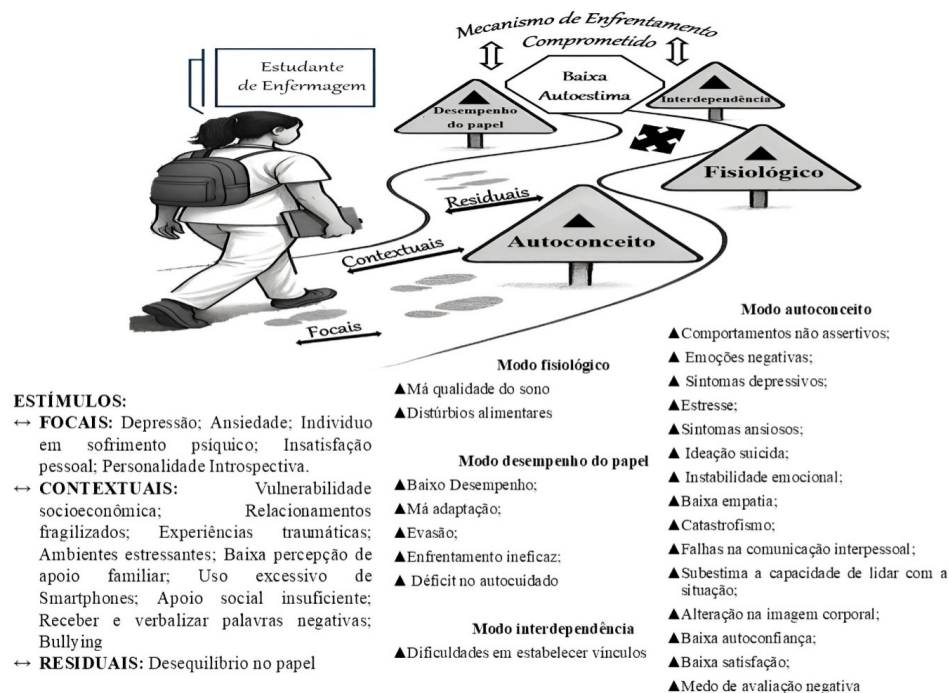 Mecanismo de Enfrentamento
Comprometido
Estudante
de Enfermagem
Baixa
Autoestima
Desempenho
do papel
Interdependência
Fisiológico
Residuais
Autoconceito
Contextuais
Focais
ESTÍMULOS:
↔ FOCAIS: Depressão; Ansiedade; Individuo
em sofrimento psíquico; Insatisfação
pessoal; Personalidade Introspectiva.
↔ CONTEXTUAIS: Vulnerabilidade
socioeconômica; Relacionamentos
fragilizados; Experiências traumáticas;
Ambientes estressantes; Baixa percepção de
apoio familiar; Uso excessivo de
Smartphones; Apoio social insuficiente;
Receber e verbalizar palavras negativas;
Bullying
↔ RESIDUAIS: Desequilíbrio no papel
Modo fisiológico
▲Má qualidade do sono
▲Distúrbios alimentares
Modo desempenho do papel
▲Baixo Desempenho;
▲Má adaptação;
▲Evasão;
▲Enfrentamento ineficaz;
▲ Déficit no autocuidado
Modo interdependência
▲Dificuldades em estabelecer vínculos
Modo autoconceito
▲Comportamentos não assertivos;
▲ Emoções negativas;
▲ Sintomas depressivos;
▲Estresse;
▲Sintomas ansiosos;
▲ Ideação suicida;
▲ Instabilidade emocional;
▲Baixa empatia;
▲Catastrofismo;
▲Falhas na comunicação interpessoal;
▲Subestima a capacidade de lidar com a
situação;
▲Alteração na imagem corporal;
▲Baixa autoconfiança;
▲Baixa satisfação;
▲Medo de avaliação negativa